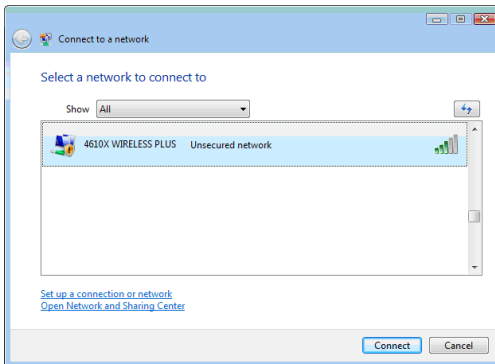 Connect to a network
Select a network to connect to
Show All
4610X WIRELESS PLUS Unsecured network
Set up a connection or network
Open Network and Sharing Center
Connect Cancel